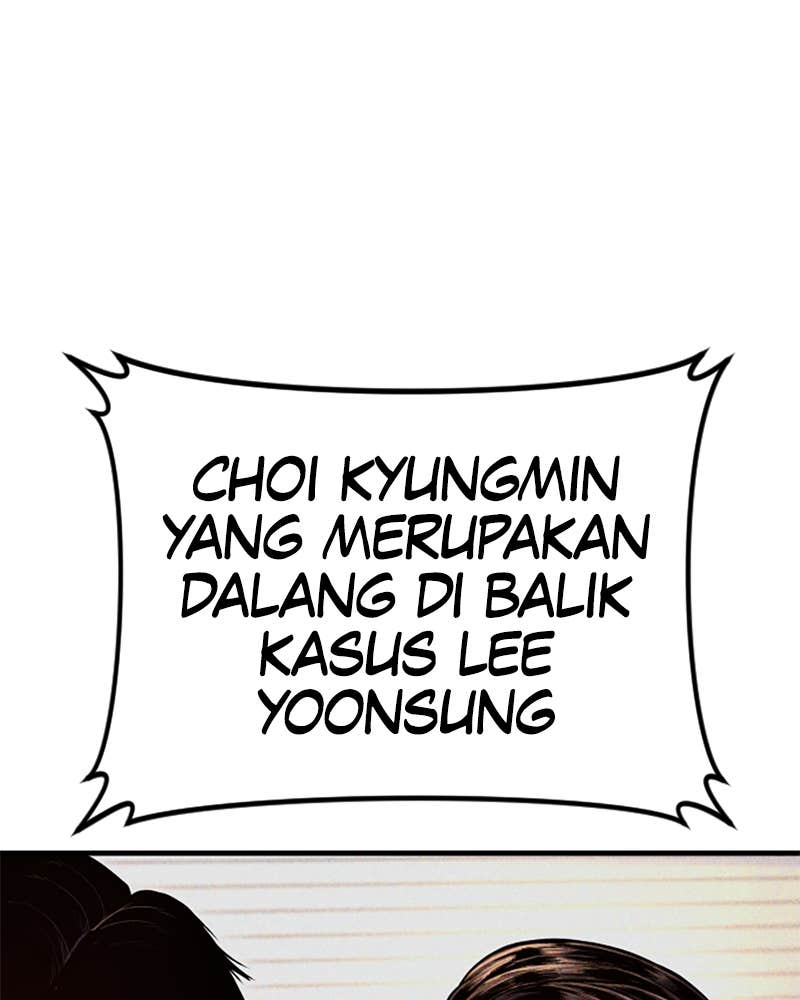 CHOI KYUNGMIN
YANG MERUPAKAN
DALANG DI BALIK
KASUS LEE
YOONSUNG